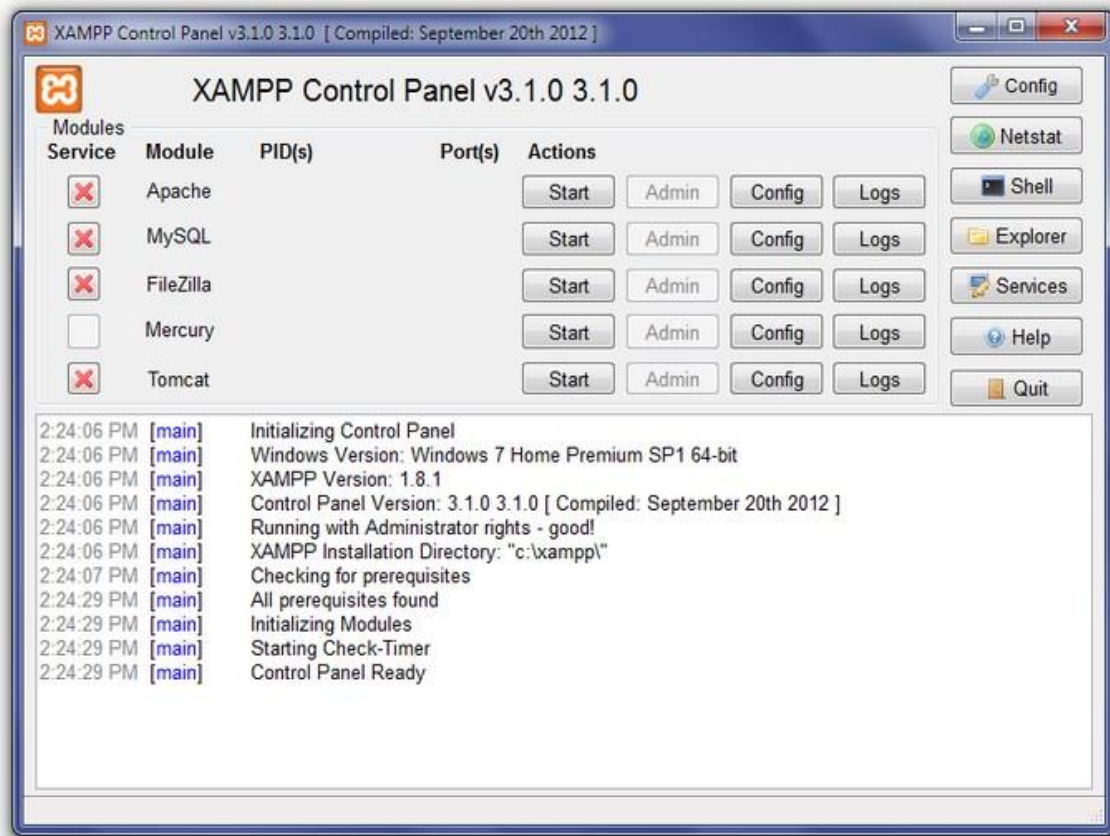 XAMPP Control Panel v3.1.0 3.1.0 [ Compiled: September 20th 2012 ]
XAMPP Control Panel v3.1.0 3.1.0
Config
Modules
Netstat
Service Module PID(s) Port(s) Actions
Apache Start Admin Config Logs
Shell
MySQL Start Admin Config Logs
Explorer
FileZilla Start Admin Config Logs
Services
Mercury Start Admin Config Logs
Help
Tomcat Start Admin Config Logs
Quit
2:24:06 PM [main] Initializing Control Panel
2:24:06 PM [main] Windows Version: Windows 7 Home Premium SP1 64-bit
2:24:06 PM [main] XAMPP Version: 1.8.1
2:24:06 PM [main] Control Panel Version: 3.1.0 3.1.0 [ Compiled: September 20th 2012 ]
2:24:06 PM [main] Running with Administrator rights - good!
2:24:06 PM [main] XAMPP Installation Directory: "c:\xampp\"
2:24:07 PM [main] Checking for prerequisites
2:24:29 PM [main] All prerequisites found
2:24:29 PM [main] Initializing Modules
2:24:29 PM [main] Starting Check-Timer
2:24:29 PM [main] Control Panel Ready